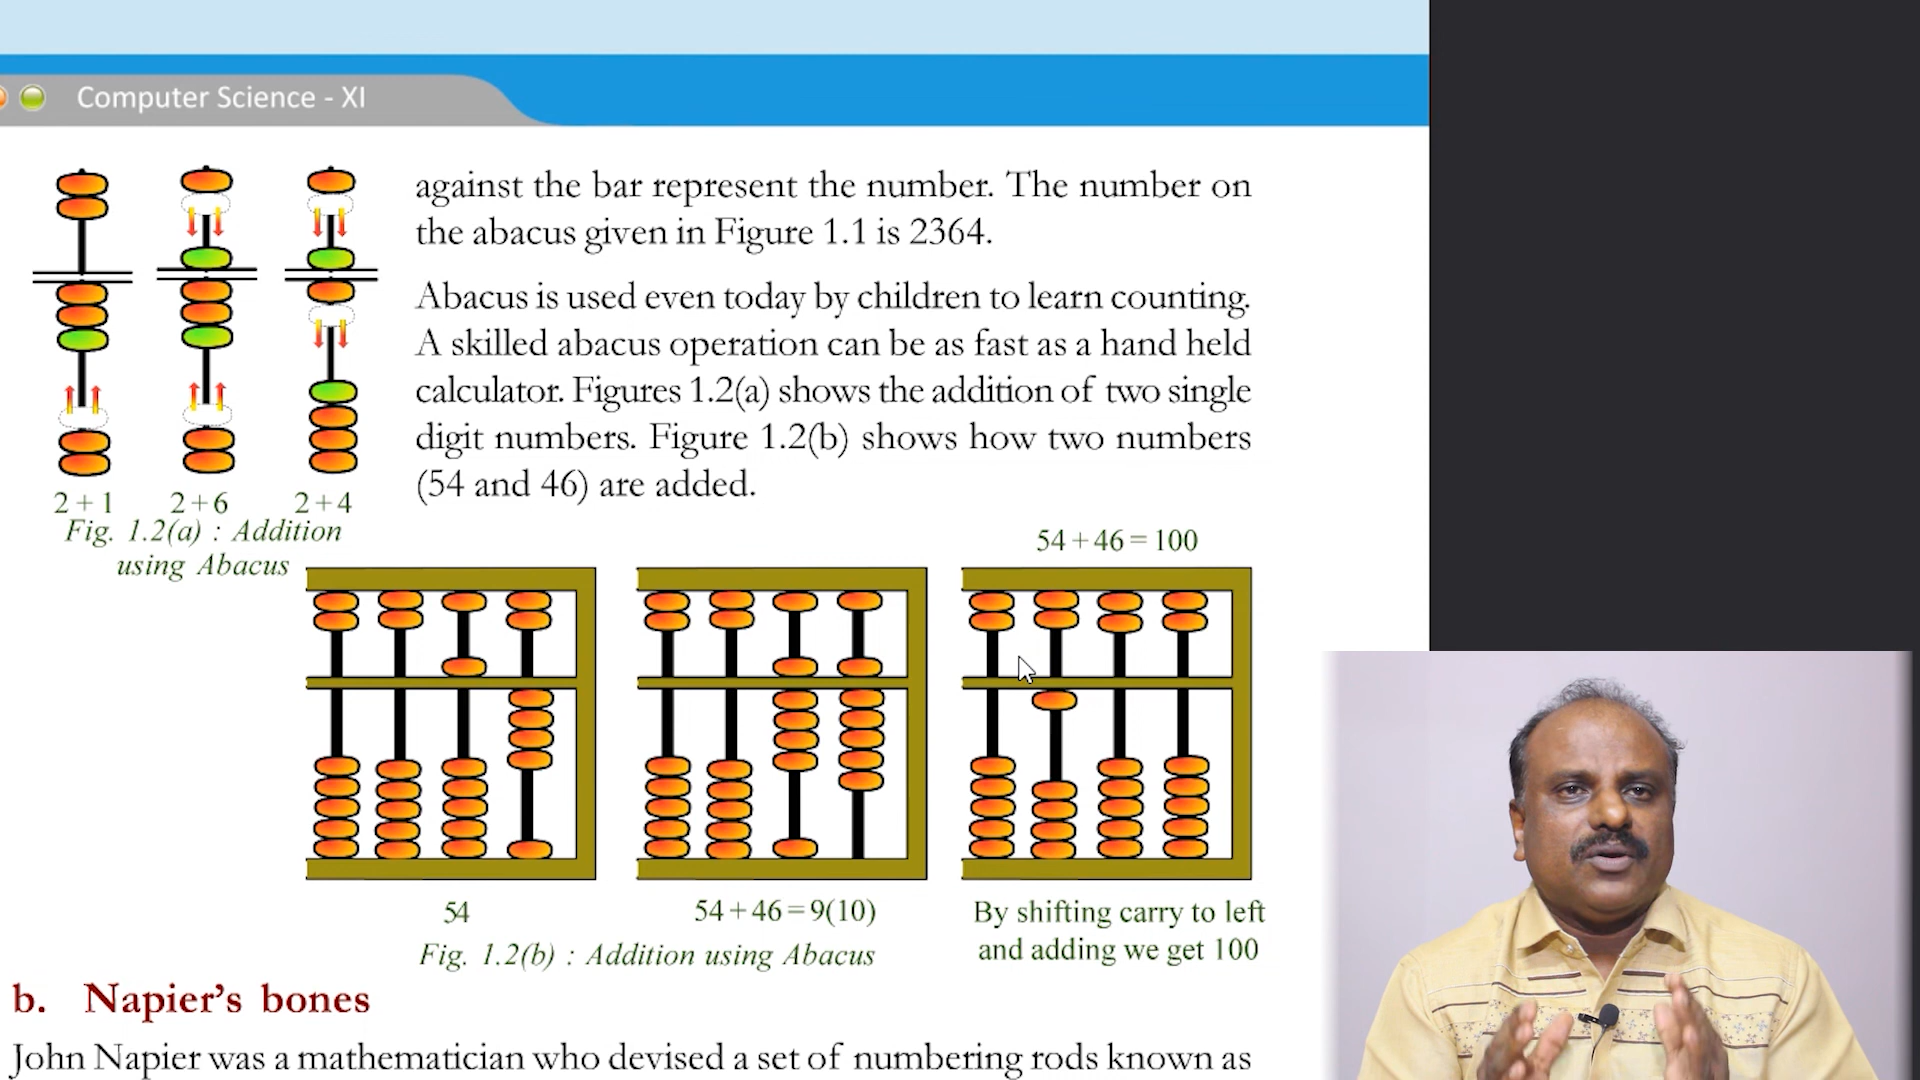 Computer Science - XI
against the bar represent the number. The number on
the abacus given in Figure 1.1 is 2364.
Abacus is used even today by children to learn counting.
A skilled abacus operation can be as fast as a hand held
calculator. Figures 1.2(a) shows the addition of two single
digit numbers. Figure 1.2(b) shows how two numbers
(54 and 46) are added.
2+1 2+6 2+4
Fig. 1.2(a) : Addition
using Abacus
54+46=100
54
54+46=9(10)
By shifting carry to left
and adding we get 100
Fig. 1.2(b) : Addition using Abacus
b. Napier's bones
John Napier was a mathematician who devised a set of numbering rods known as